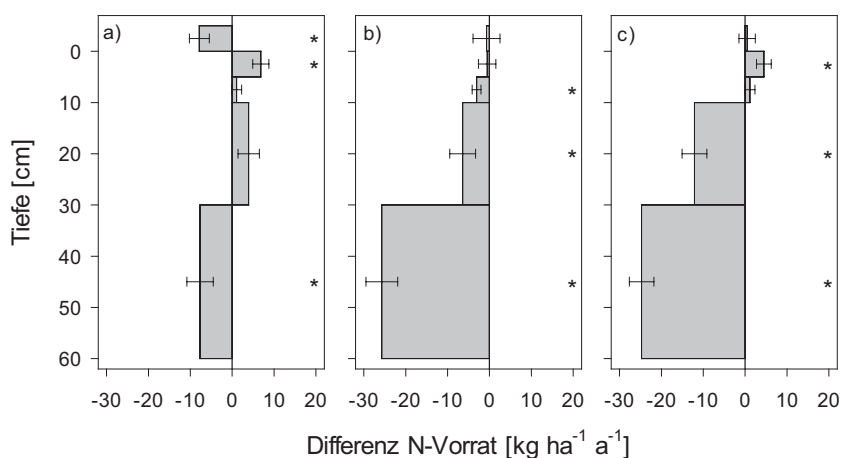 a) * b) c)
0 * *
10 * *
20 * *
30
40
* * *
50
60
-30 -20 -10 0 10 20 -30 -20 -10 0 10 20 -30 -20 -10 0 10 20
Tiefe [cm]
Differenz N-Vorrat [kg ha⁻¹ a⁻¹]